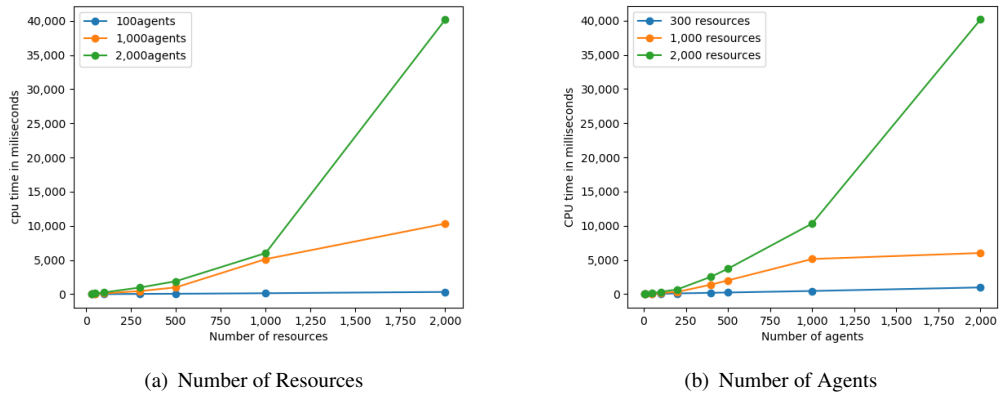 100agents
1,000agents
2,000agents
40,000
35,000
30,000
25,000
20,000
15,000
10,000
5,000
0
cpu time in miliseconds
0 250 500 750 1,000 1,250 1,500 1,750 2,000
Number of resources
(a) Number of Resources
300 resources
1,000 resources
2,000 resources
40,000
35,000
30,000
25,000
20,000
15,000
10,000
5,000
0
CPU time in milliseconds
0 250 500 750 1,000 1,250 1,500 1,750 2,000
Number of agents
(b) Number of Agents